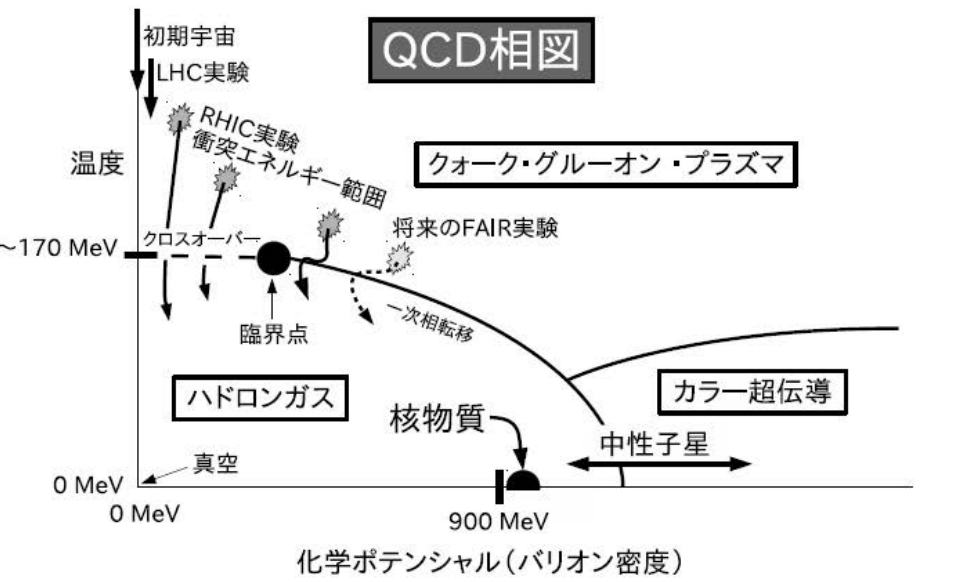 QCD相図
初期宇宙
LHC実験
RHIC実験
衝突エネルギー範囲
温度
クォーク・グルーオン・プラズマ
将来のFAIR実験
クロスオーバー
~170 MeV
臨界点
一次相転移
ハドロンガス
カラー超伝導
核物質
中性子星
真空
0 MeV
0 MeV
900 MeV
化学ポテンシャル(バリオン密度)